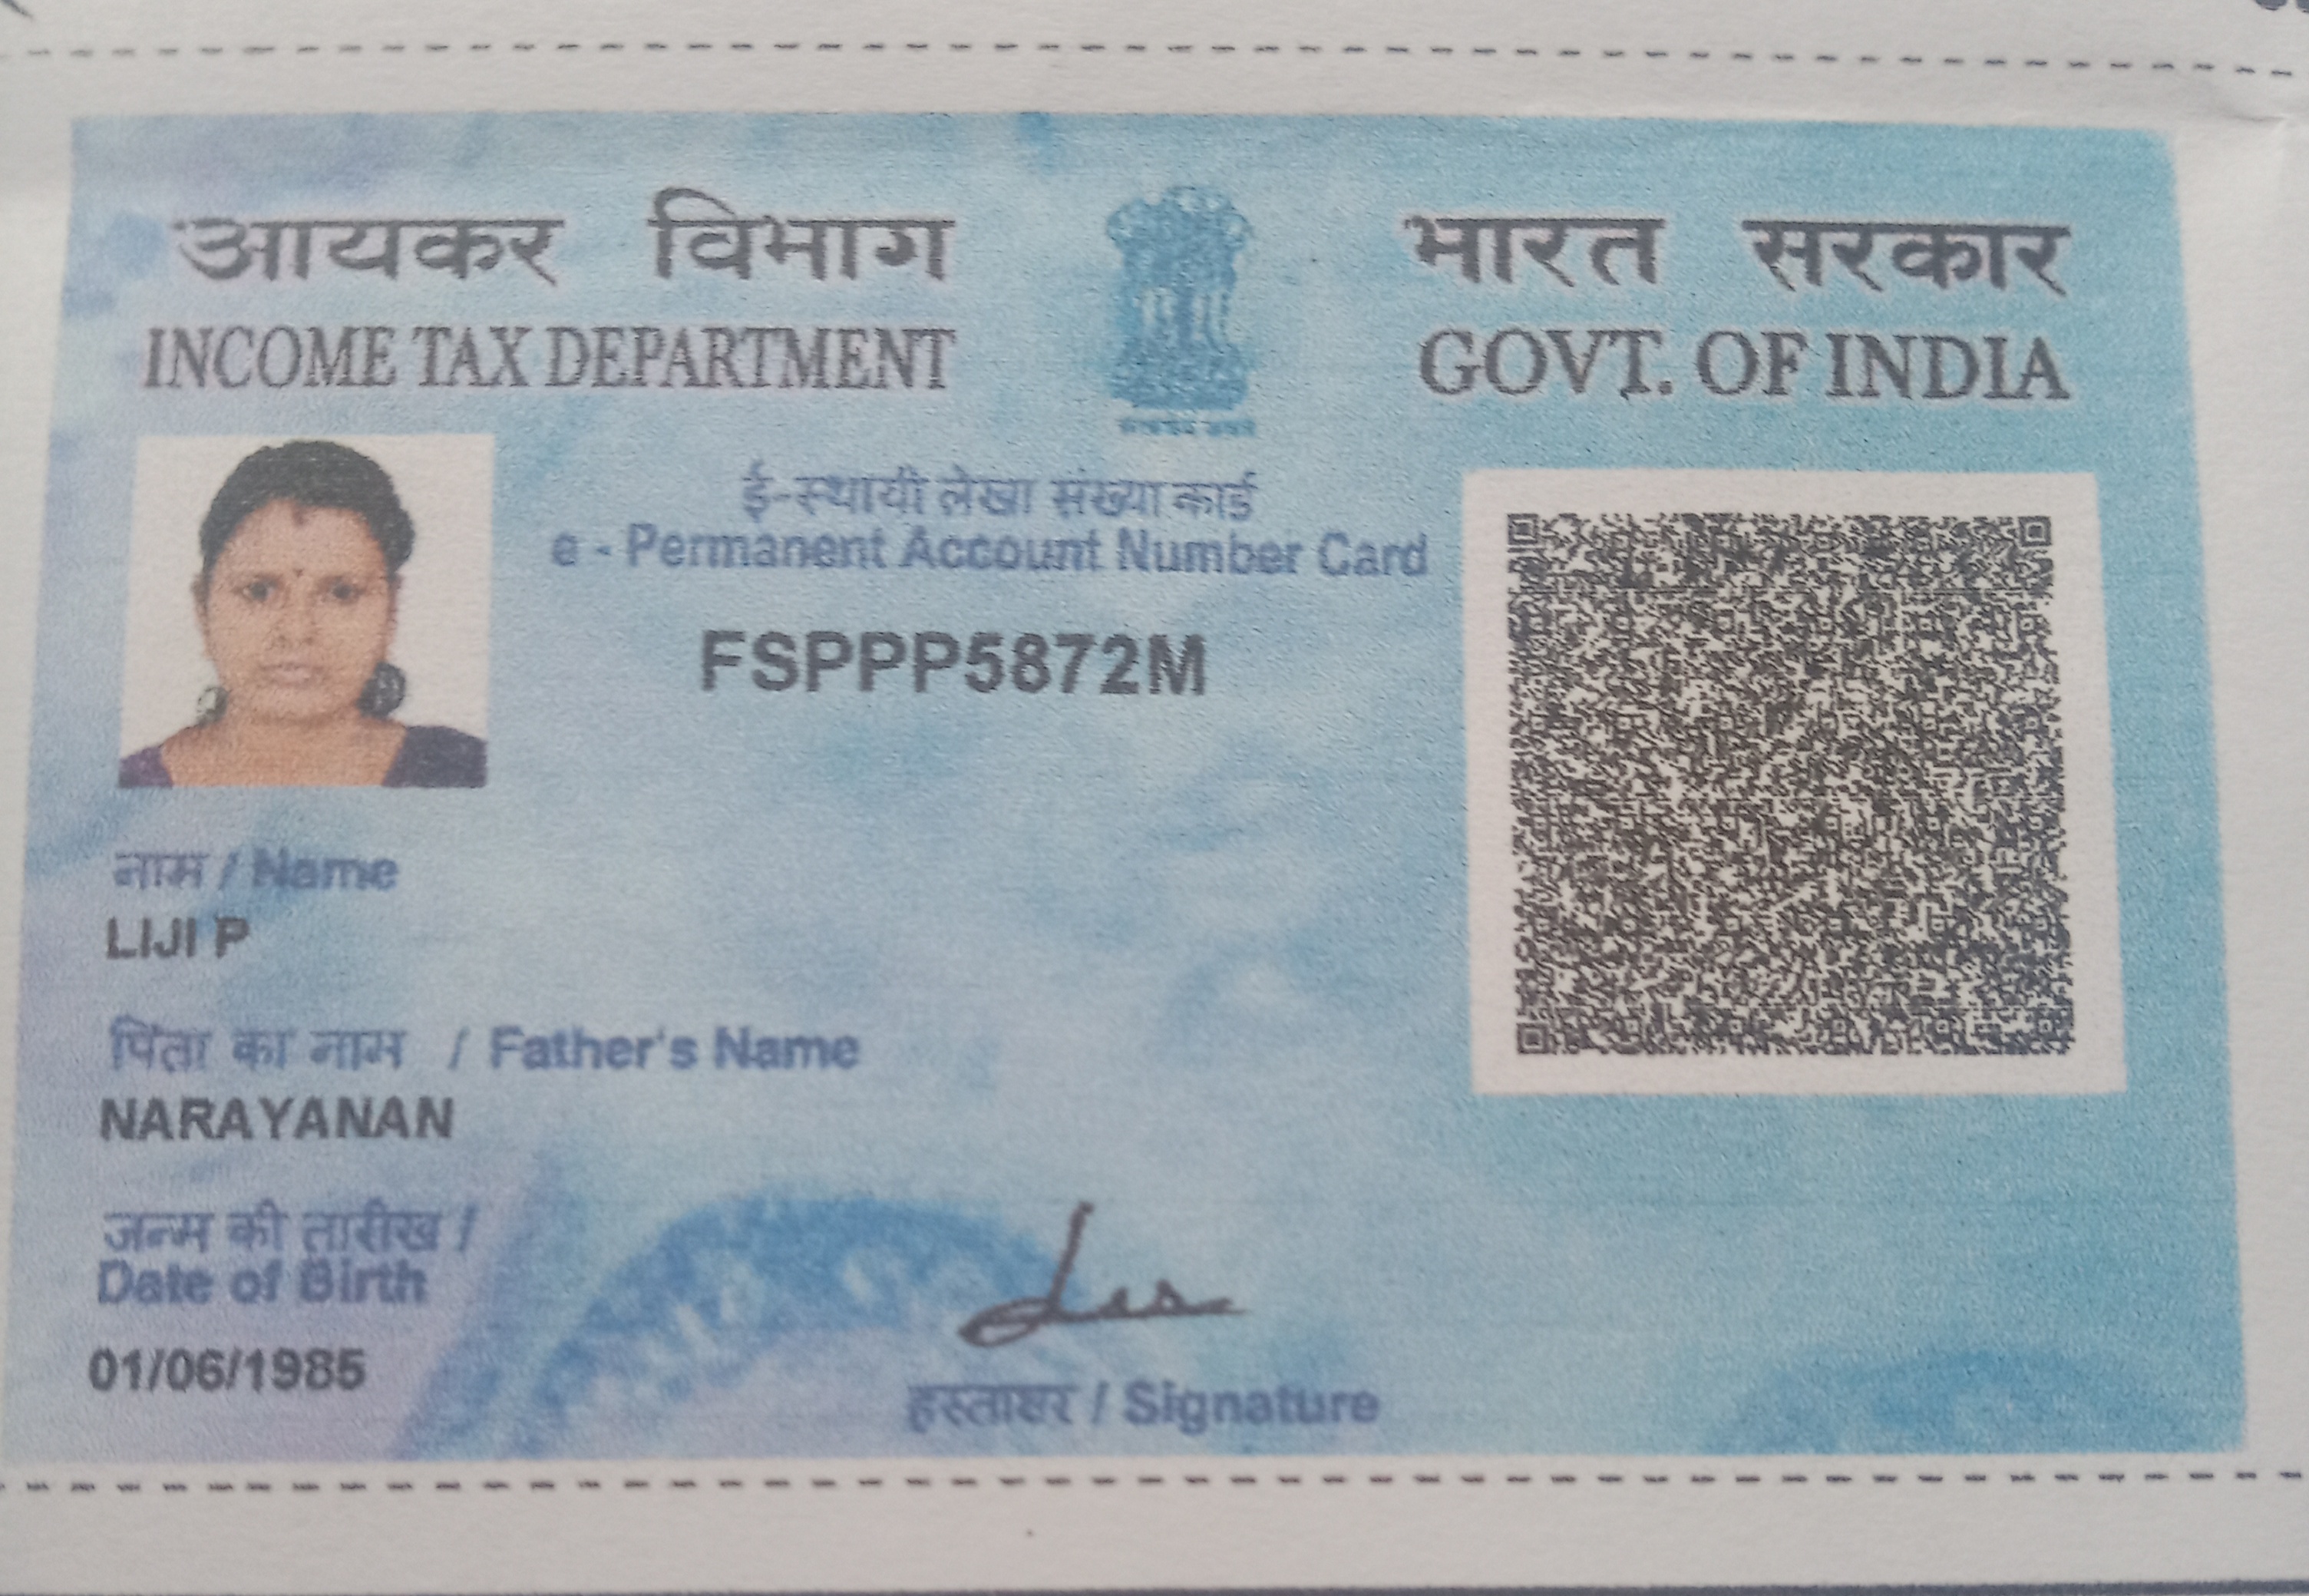 आयकर विभाग
INCOME TAX DEPARTMENT
भारत सरकार
GOVT. OF INDIA
सत्यमेव जयते
ई-स्थायी लेखा संख्या कार्ड
e - Permanent Account Number Card
FSPPP5872M
नाम / Name
LIJI P
पिता का नाम / Father's Name
NARAYANAN
जन्म की तारीख /
Date of Birth
01/06/1985
हस्ताक्षर / Signature